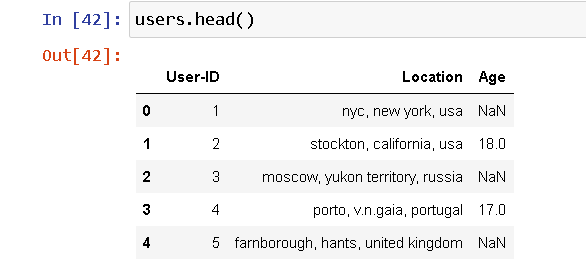 In [42]: users.head()
Out[42]:
User-ID Location Age
0 1 nyc, new york, usa NaN
1 2 stockton, california, usa 18.0
2 3 moscow, yukon territory, russia NaN
3 4 porto, v.n.gaia, portugal 17.0
4 5 farnborough, hants, united kingdom NaN